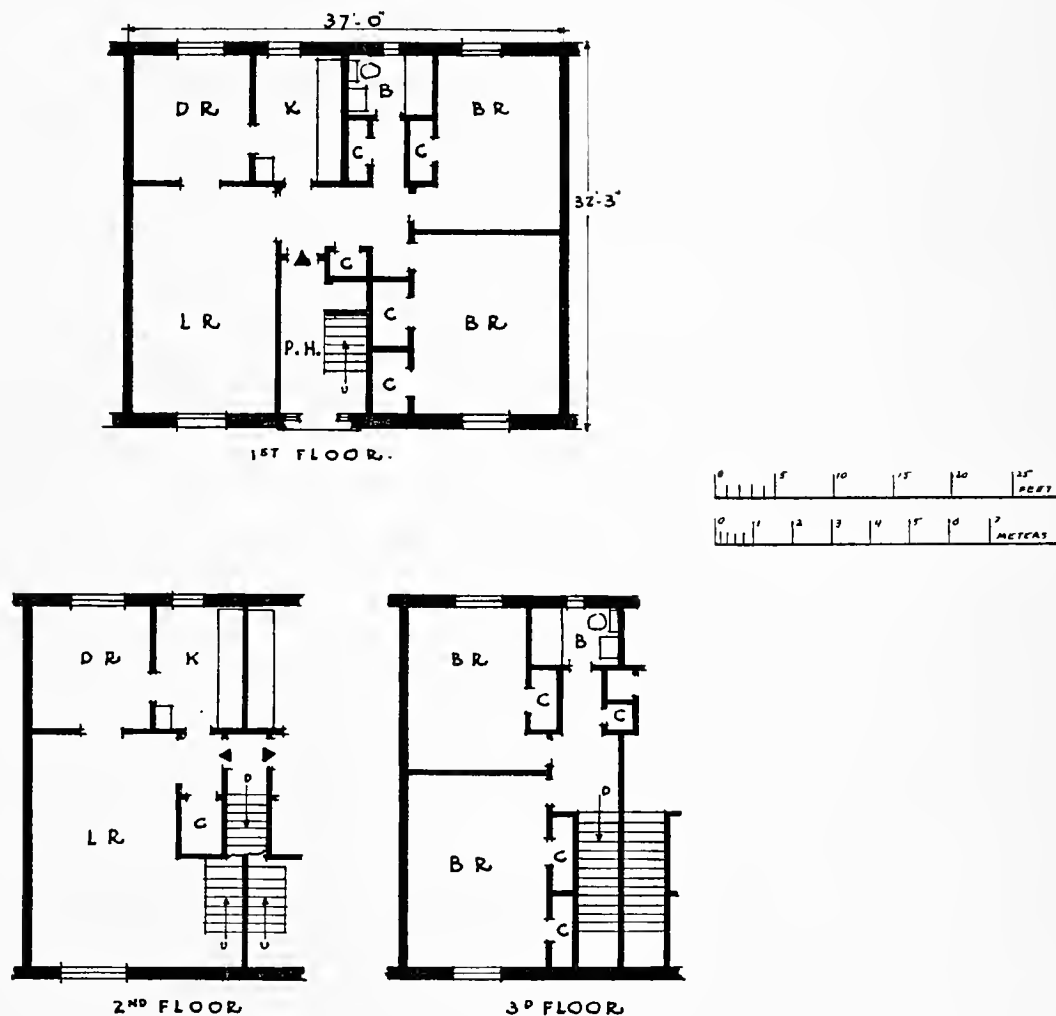 37'-0"
D R K B B R
C C
32'-3"
C
L R P.H. C B R
U C
1ST FLOOR.
0 5 10 15 20 25 FEET
0 1 2 3 4 5 6 7 METERS
D R K
D
L R C
U U
2ND FLOOR
B R B
C C
D
B R C
C
3D FLOOR